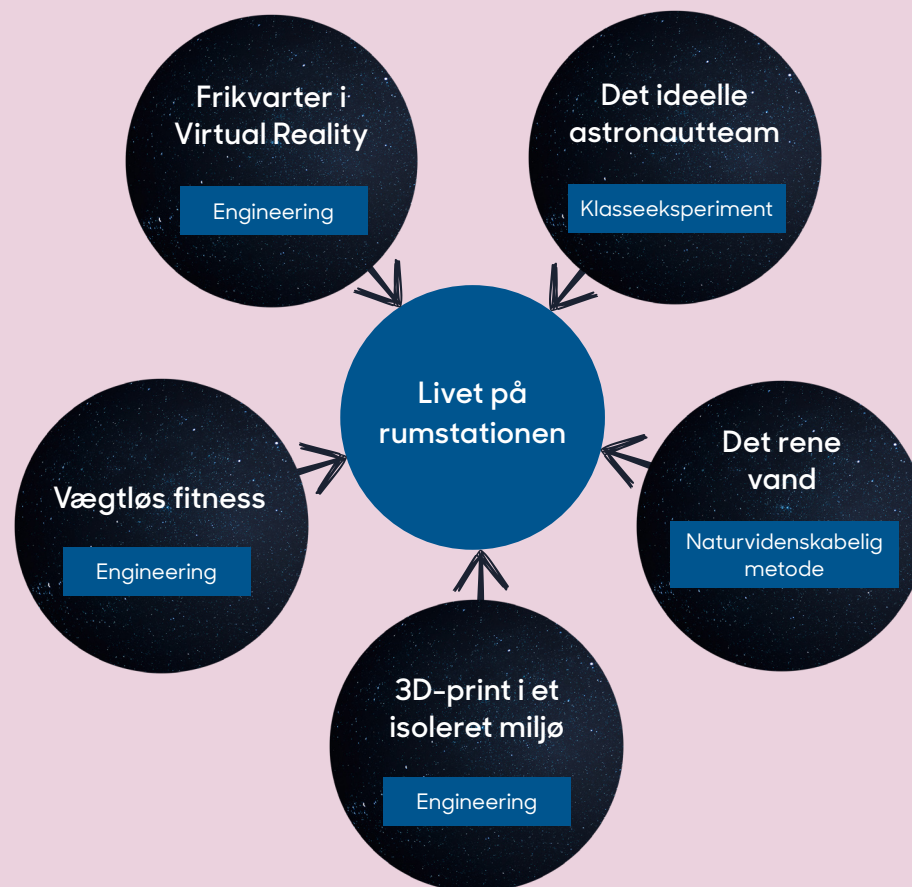 Frikvarter i
Virtual Reality
Engineering
Det ideelle
astronautteam
Klasseeksperiment
Livet på
rumstationen
Vægtløs fitness
Engineering
Det rene
vand
Naturvidenskabelig
metode
3D-print i et
isoleret miljø
Engineering